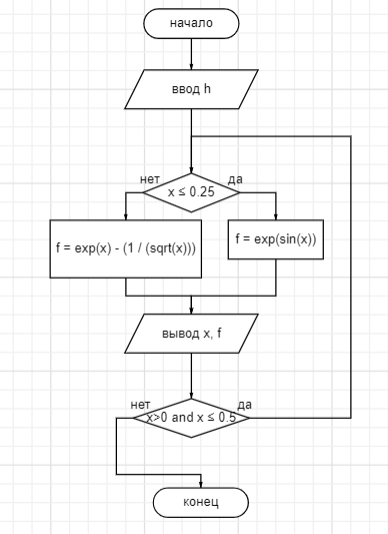 начало
ввод h
нет
да
x ≤ 0.25
f = exp(x) - (1 / (sqrt(x)))
f = exp(sin(x))
вывод x, f
нет
да
x>0 and x ≤ 0.5
конец